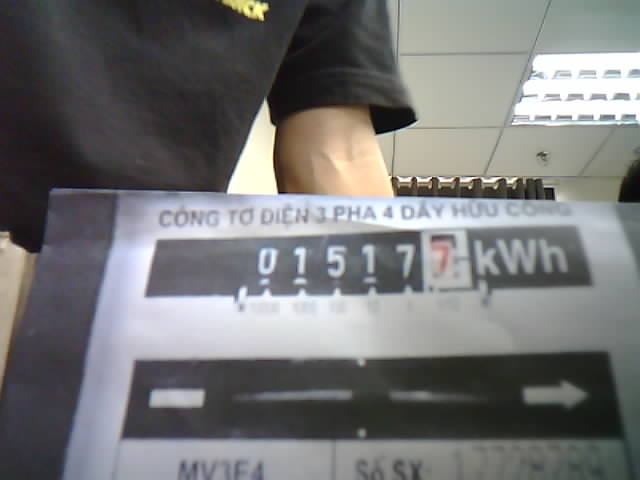 CÔNG TƠ ĐIỆN 3 PHA 4 DÂY HỮU CÔNG
015177 kWh
MV3E4 Số SX: